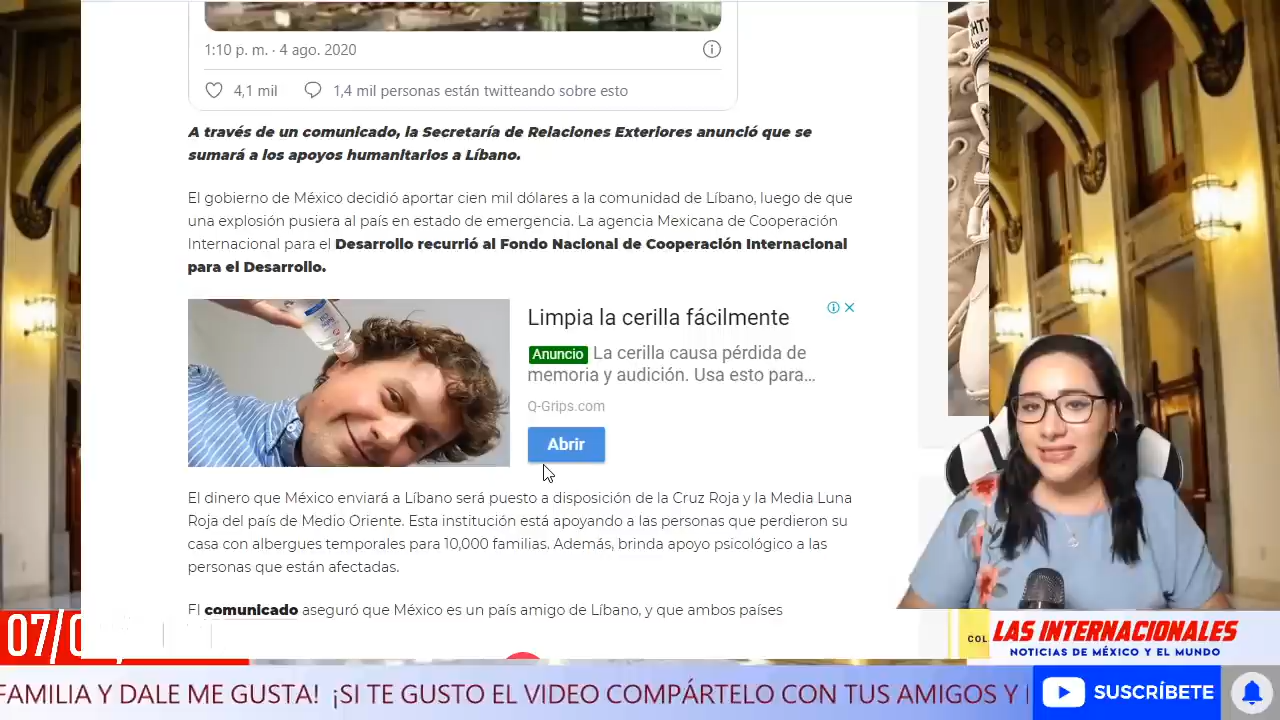 1:10 p. m. · 4 ago. 2020
4,1 mil
1,4 mil personas están twitteando sobre esto
A través de un comunicado, la Secretaría de Relaciones Exteriores anunció que se
sumará a los apoyos humanitarios a Líbano.
El gobierno de México decidió aportar cien mil dólares a la comunidad de Líbano, luego de que
una explosión pusiera al país en estado de emergencia. La agencia Mexicana de Cooperación
Internacional para el Desarrollo recurrió al Fondo Nacional de Cooperación Internacional
para el Desarrollo.
Limpia la cerilla fácilmente
Anuncio La cerilla causa pérdida de
memoria y audición. Usa esto para...
Q-Grips.com
Abrir
El dinero que México enviará a Líbano será puesto a disposición de la Cruz Roja y la Media Luna
Roja del país de Medio Oriente. Esta institución está apoyando a las personas que perdieron su
casa con albergues temporales para 10,000 familias. Además, brinda apoyo psicológico a las
personas que están afectadas.
El comunicado aseguró que México es un país amigo de Líbano, y que ambos países
07/0
COL
LAS INTERNACIONALES
NOTICIAS DE MÉXICO Y EL MUNDO
FAMILIA Y DALE ME GUSTA! ¡SI TE GUSTO EL VIDEO COMPÁRTELO CON TUS AMIGOS Y
SUSCRÍBETE